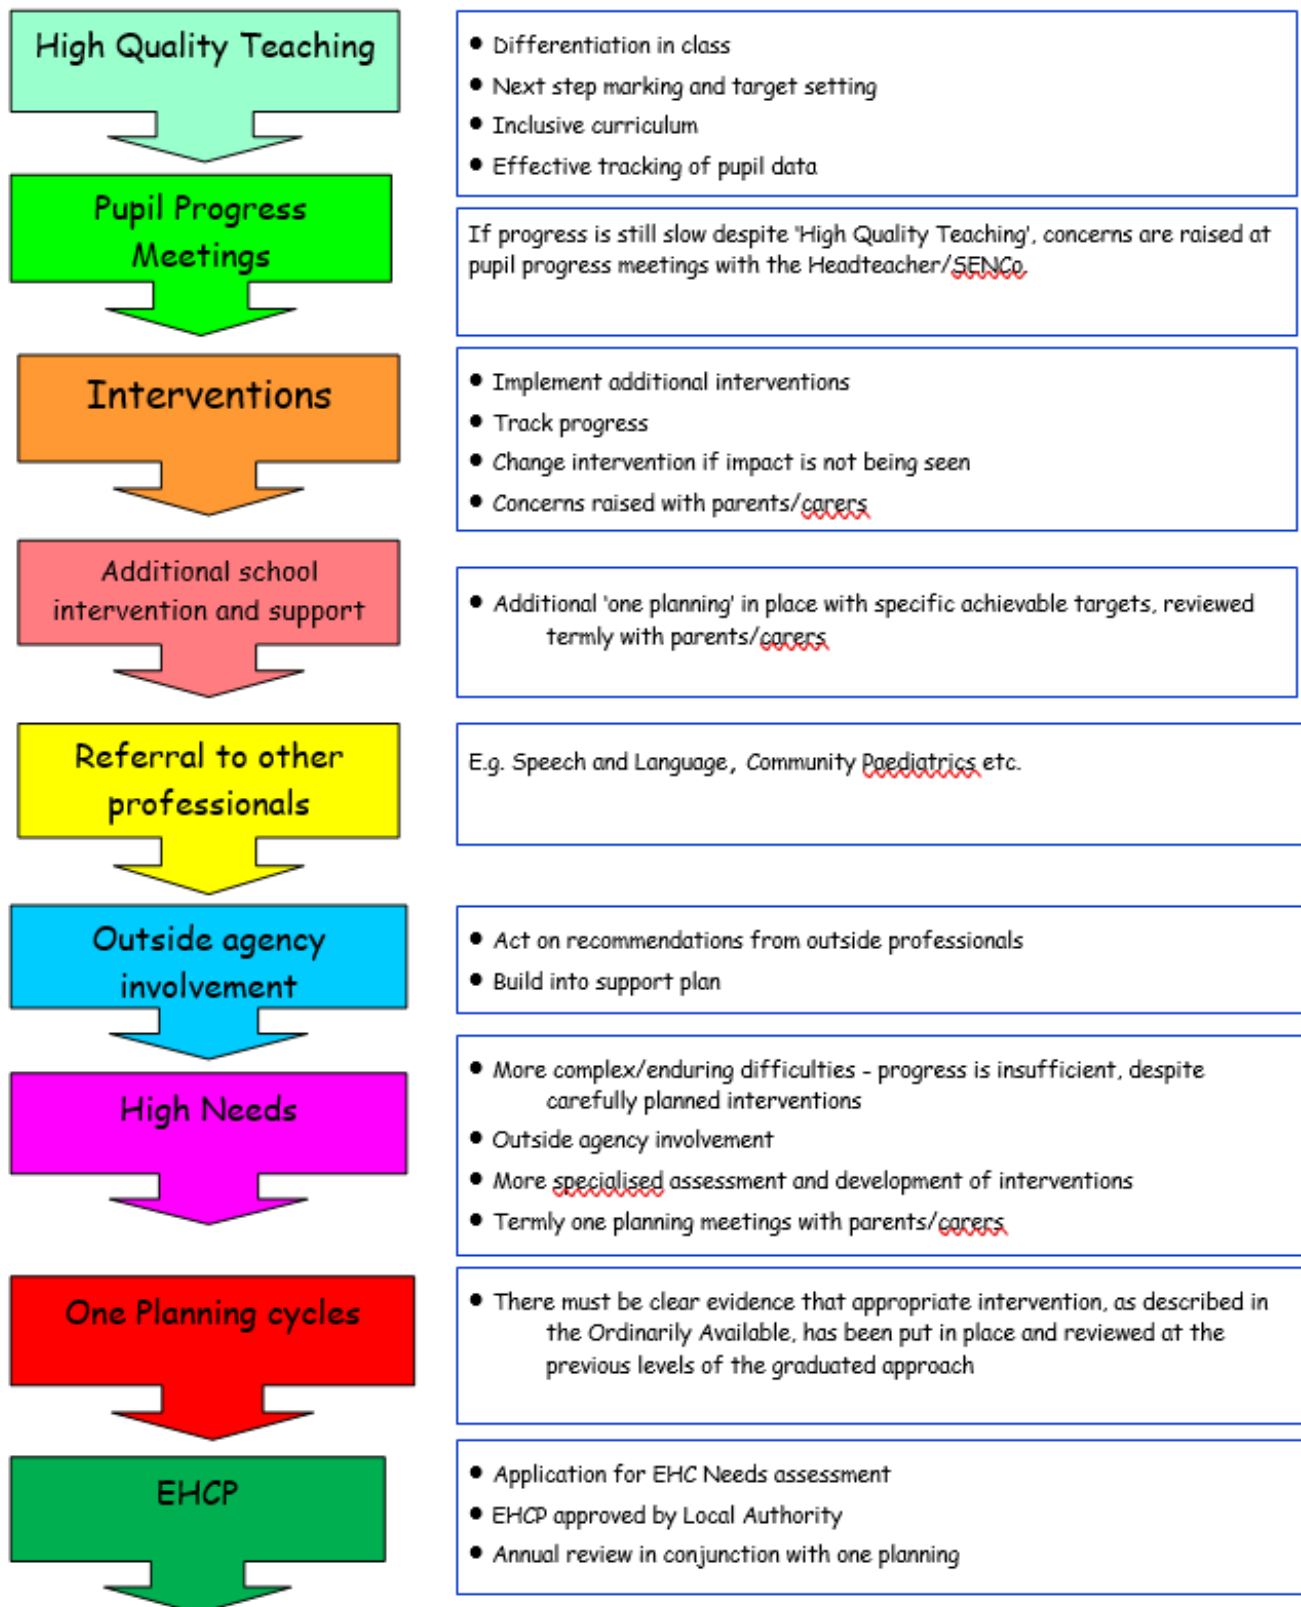 High Quality Teaching
• Differentiation in class
• Next step marking and target setting
• Inclusive curriculum
• Effective tracking of pupil data
Pupil Progress
Meetings
If progress is still slow despite 'High Quality Teaching', concerns are raised at
pupil progress meetings with the Headteacher/SENCo.
Interventions
• Implement additional interventions
• Track progress
• Change intervention if impact is not being seen
• Concerns raised with parents/carers
Additional school
intervention and support
• Additional 'one planning' in place with specific achievable targets, reviewed
termly with parents/carers
Referral to other
professionals
E.g. Speech and Language, Community Paediatrics etc.
Outside agency
involvement
• Act on recommendations from outside professionals
• Build into support plan
High Needs
• More complex/enduring difficulties - progress is insufficient, despite
carefully planned interventions
• Outside agency involvement
• More specialised assessment and development of interventions
• Termly one planning meetings with parents/carers
One Planning cycles
• There must be clear evidence that appropriate intervention, as described in
the Ordinarily Available, has been put in place and reviewed at the
previous levels of the graduated approach
EHCP
• Application for EHC Needs assessment
• EHCP approved by Local Authority
• Annual review in conjunction with one planning